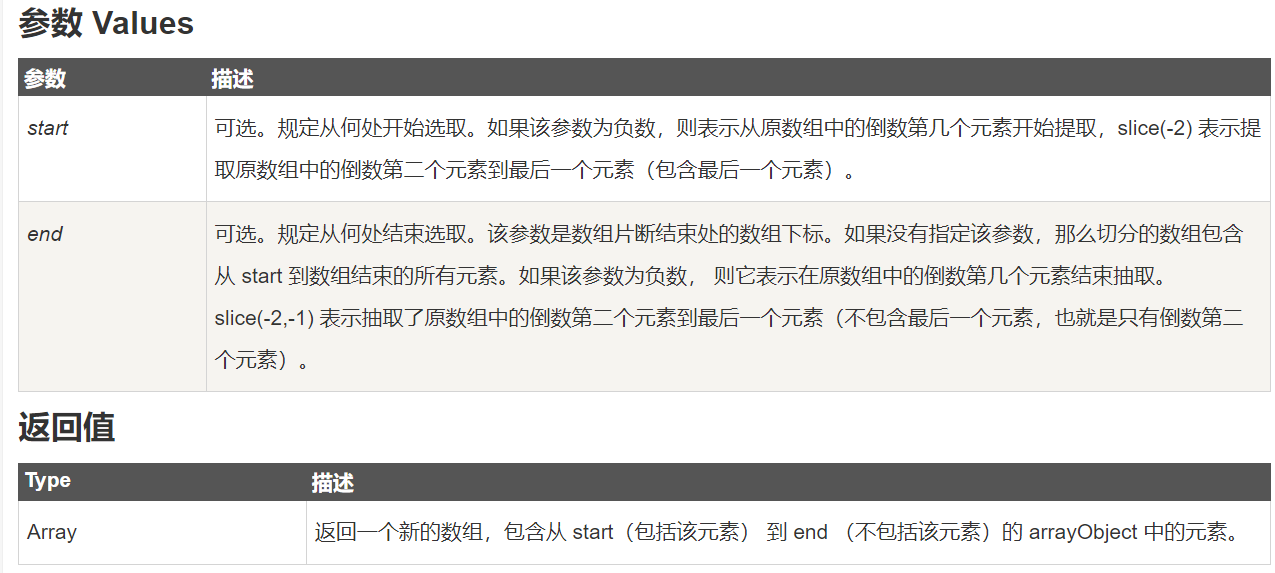 参数 Values
参数 描述
start 可选。规定从何处开始选取。如果该参数为负数，则表示从原数组中的倒数第几个元素开始提取，slice(-2) 表示提
取原数组中的倒数第二个元素到最后一个元素（包含最后一个元素）。
end 可选。规定从何处结束选取。该参数是数组片断结束处的数组下标。如果没有指定该参数，那么切分的数组包含
从 start 到数组结束的所有元素。如果该参数为负数， 则它表示在原数组中的倒数第几个元素结束抽取。
slice(-2,-1) 表示抽取了原数组中的倒数第二个元素到最后一个元素（不包含最后一个元素，也就是只有倒数第二
个元素）。
返回值
Type 描述
Array 返回一个新的数组，包含从 start（包括该元素） 到 end （不包括该元素）的 arrayObject 中的元素。